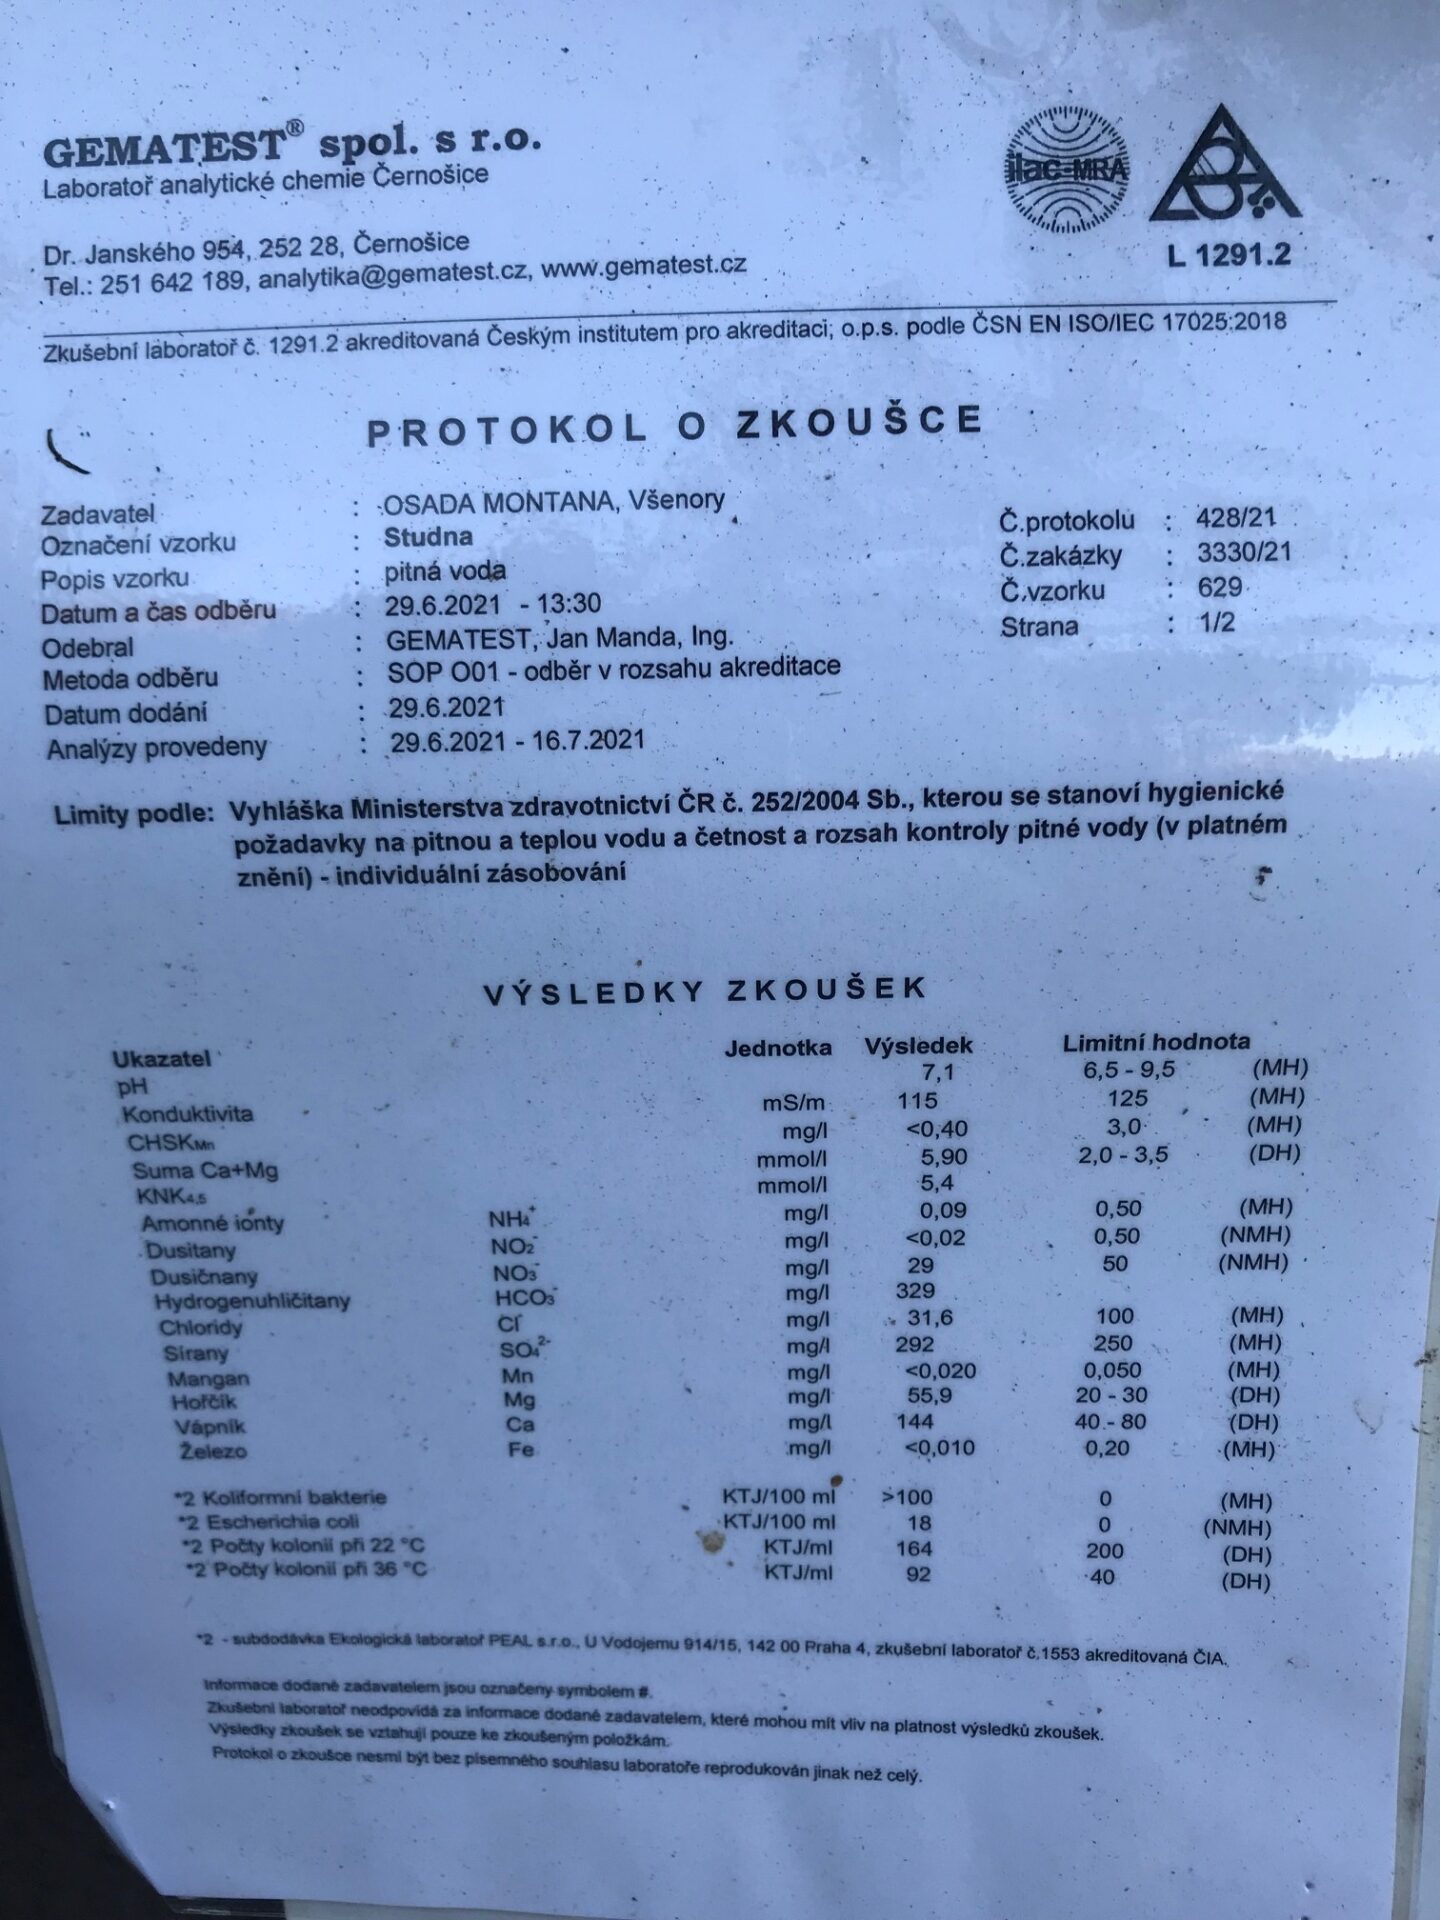 GEMATEST® spol. s r.o.
Laboratoř analytické chemie Černošice
ilac-MRA
L 1291.2
Dr. Janského 954, 252 28, Černošice
Tel.: 251 642 189, analytika@gematest.cz, www.gematest.cz
Zkušební laboratoř č. 1291.2 akreditovaná Českým institutem pro akreditaci, o.p.s. podle ČSN EN ISO/IEC 17025:2018
PROTOKOL O ZKOUŠCE
Zadavatel : OSADA MONTANA, Všenory
Označení vzorku : Studna
Popis vzorku : pitná voda
Datum a čas odběru : 29.6.2021 - 13:30
Odebral : GEMATEST, Jan Manda, Ing.
Metoda odběru : SOP O01 - odběr v rozsahu akreditace
Datum dodání : 29.6.2021
Analýzy provedeny : 29.6.2021 - 16.7.2021
Č.protokolu : 428/21
Č.zakázky : 3330/21
Č.vzorku : 629
Strana : 1/2
Limity podle: Vyhláška Ministerstva zdravotnictví ČR č. 252/2004 Sb., kterou se stanoví hygienické
požadavky na pitnou a teplou vodu a četnost a rozsah kontroly pitné vody (v platném
znění) - individuální zásobování
VÝSLEDKY ZKOUŠEK
Ukazatel Jednotka Výsledek Limitní hodnota
pH 7,1 6,5 - 9,5 (MH)
Konduktivita mS/m 115 125 (MH)
CHSKMn mg/l <0,40 3,0 (MH)
Suma Ca+Mg mmol/l 5,90 2,0 - 3,5 (DH)
KNK4,5 mmol/l 5,4
Amonné ionty NH4+ mg/l 0,09 0,50 (MH)
Dusitany NO2- mg/l <0,02 0,50 (NMH)
Dusičnany NO3- mg/l 29 50 (NMH)
Hydrogenuhličitany HCO3- mg/l 329
Chloridy Cl- mg/l 31,6 100 (MH)
Sírany SO42- mg/l 292 250 (MH)
Mangan Mn mg/l <0,020 0,050 (MH)
Hořčík Mg mg/l 55,9 20 - 30 (DH)
Vápník Ca mg/l 144 40 - 80 (DH)
Železo Fe mg/l <0,010 0,20 (MH)
*2 Koliformní bakterie KTJ/100 ml >100 0 (MH)
*2 Escherichia coli KTJ/100 ml 18 0 (NMH)
*2 Počty kolonií při 22 °C KTJ/ml 164 200 (DH)
*2 Počty kolonií při 36 °C KTJ/ml 92 40 (DH)
*2 - subdodávka Ekologická laboratoř PEAL s.r.o., U Vodojemu 914/15, 142 00 Praha 4, zkušební laboratoř č.1553 akreditovaná ČIA.
Informace dodané zadavatelem jsou označeny symbolem #.
Zkušební laboratoř neodpovídá za informace dodané zadavatelem, které mohou mít vliv na platnost výsledků zkoušek.
Výsledky zkoušek se vztahují pouze ke zkoušeným položkám.
Protokol o zkoušce nesmí být bez písemného souhlasu laboratoře reprodukován jinak než celý.